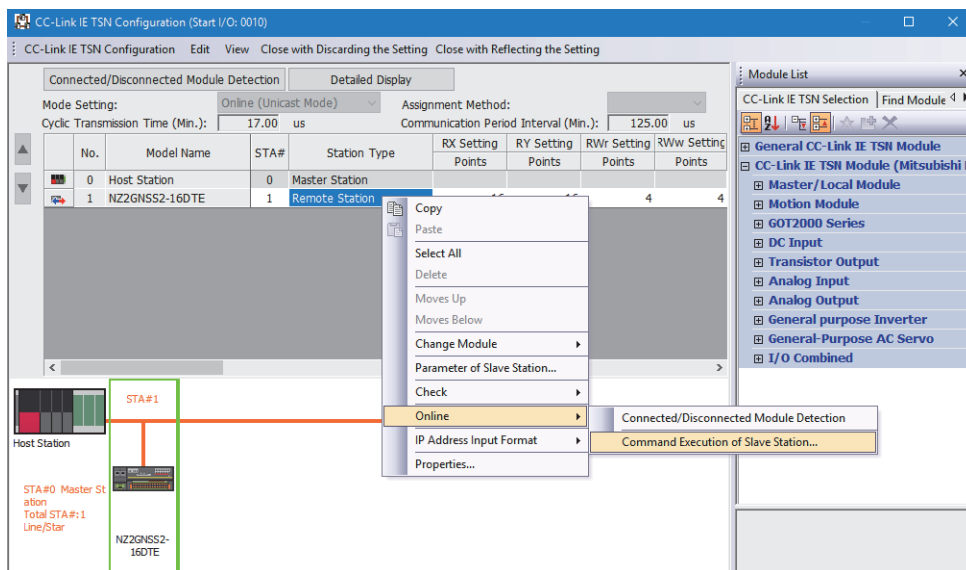 CC-Link IE TSN Configuration (Start I/O: 0010)
CC-Link IE TSN Configuration Edit View Close with Discarding the Setting Close with Reflecting the Setting
Connected/Disconnected Module Detection Detailed Display
Mode Setting: Online (Unicast Mode) Assignment Method:
Cyclic Transmission Time (Min.): 17.00 us Communication Period Interval (Min.): 125.00 us
No. Model Name STA# Station Type RX Setting RY Setting RWr Setting RWw Setting
Points Points Points Points
0 Host Station 0 Master Station
1 NZ2GNSS2-16DTE 1 Remote Station 16 16 4 4
Copy
Paste
Select All
Delete
Moves Up
Moves Below
Change Module
Parameter of Slave Station...
Check
Online
IP Address Input Format
Properties...
Connected/Disconnected Module Detection
Command Execution of Slave Station...
STA#1
Host Station
STA#0 Master St
ation
Total STA#:1
Line/Star
NZ2GNSS2-
16DTE
Module List
CC-Link IE TSN Selection Find Module
General CC-Link IE TSN Module
CC-Link IE TSN Module (Mitsubishi
Master/Local Module
Motion Module
GOT2000 Series
DC Input
Transistor Output
Analog Input
Analog Output
General purpose Inverter
General-Purpose AC Servo
I/O Combined